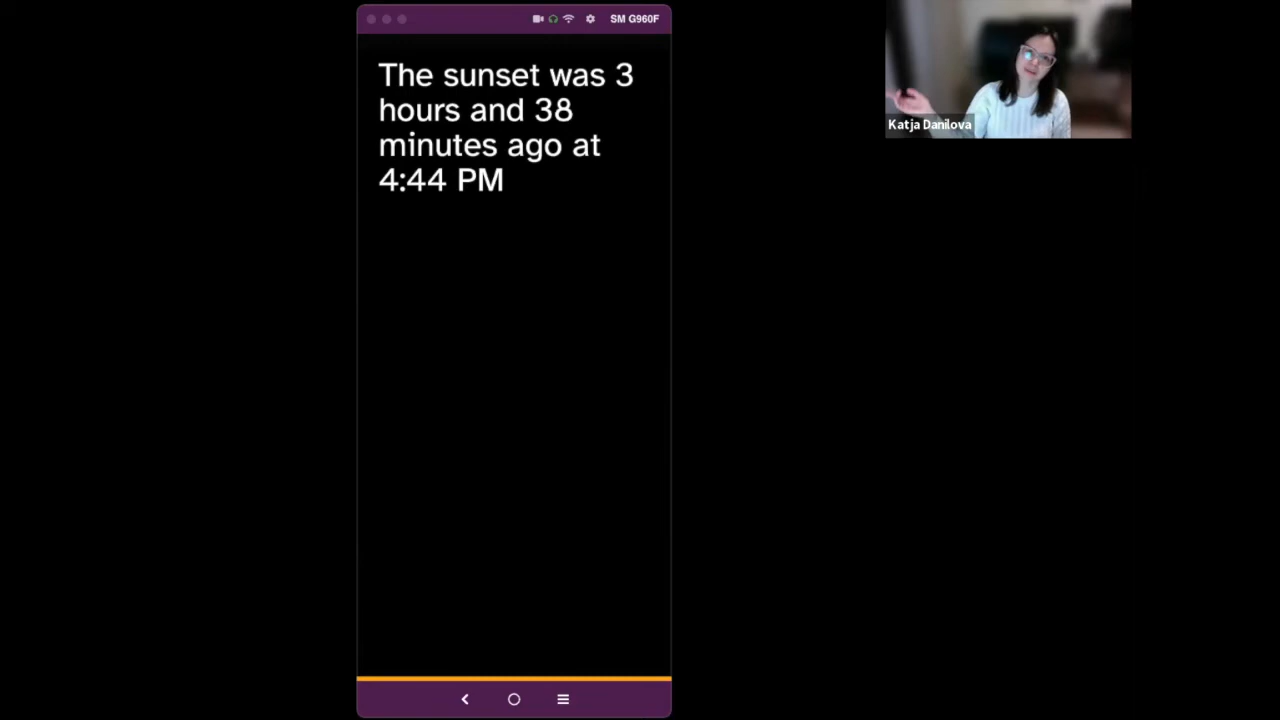 SM G960F
The sunset was 3
hours and 38
minutes ago at
4:44 PM
Katja Danilova